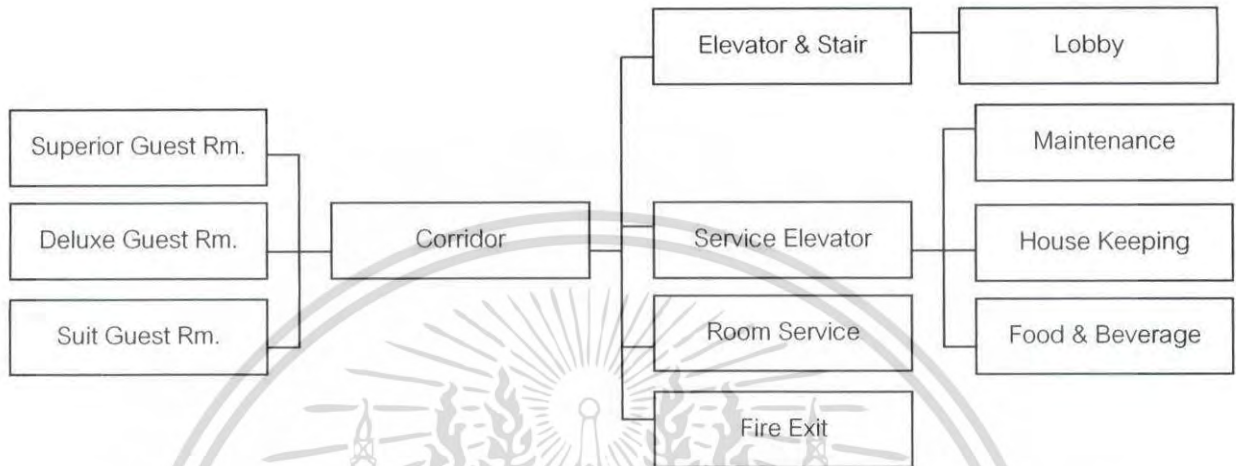 Elevator & Stair
Lobby
Superior Guest Rm.
Maintenance
Deluxe Guest Rm.
Corridor
Service Elevator
House Keeping
Suit Guest Rm.
Room Service
Food & Beverage
Fire Exit